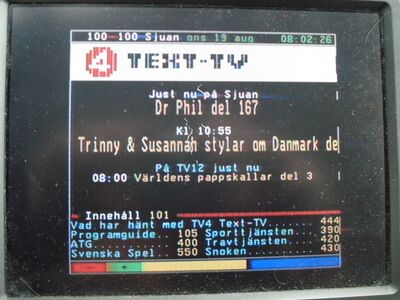 100 100 Sjuan ons 19 aug 08:02:26
4 TEXT-TV
Just nu på Sjuan
Dr Phil del 167
Kl 10:55
Trinny & Susannah stylar om Danmark de
På TV12 just nu
08:00 Världens pappskallar del 3
Innehåll 101
Vad har hänt med TV4 Text-TV.......444
Programguide.. 105 Sporttjänsten 390
ATG........... 400 Travtjänsten. 420
Svenska Spel.. 550 Snoken....... 430
- +